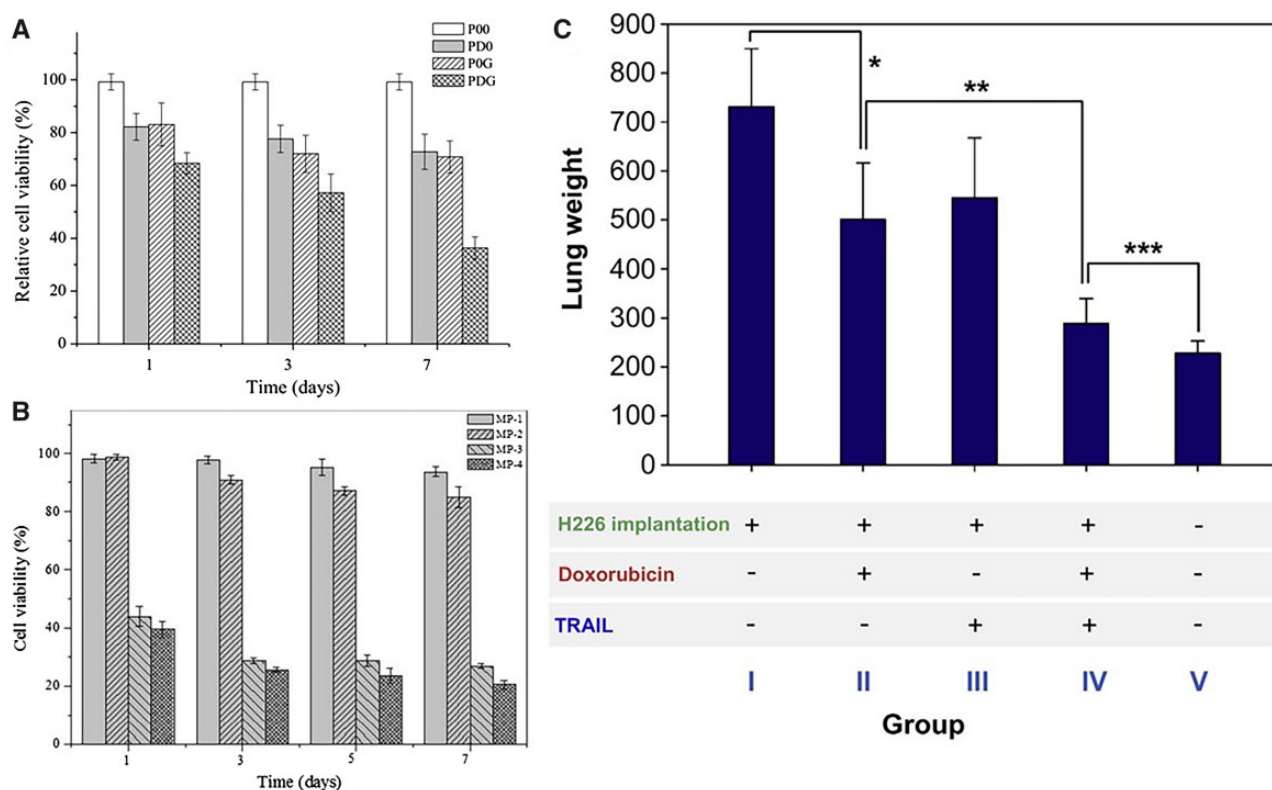 A
P00
PD0
P0G
PDG
100
80
60
40
20
0
Relative cell viability (%)
1 3 7
Time (days)
B
MP-1
MP-2
MP-3
MP-4
100
80
60
40
20
0
Cell viability (%)
1 3 5 7
Time (days)
C
900
800
700
600
500
400
300
200
100
0
Lung weight
*
**
***
H226 implantation + + + + -
Doxorubicin - + - + -
TRAIL - - + + -
I II III IV V
Group